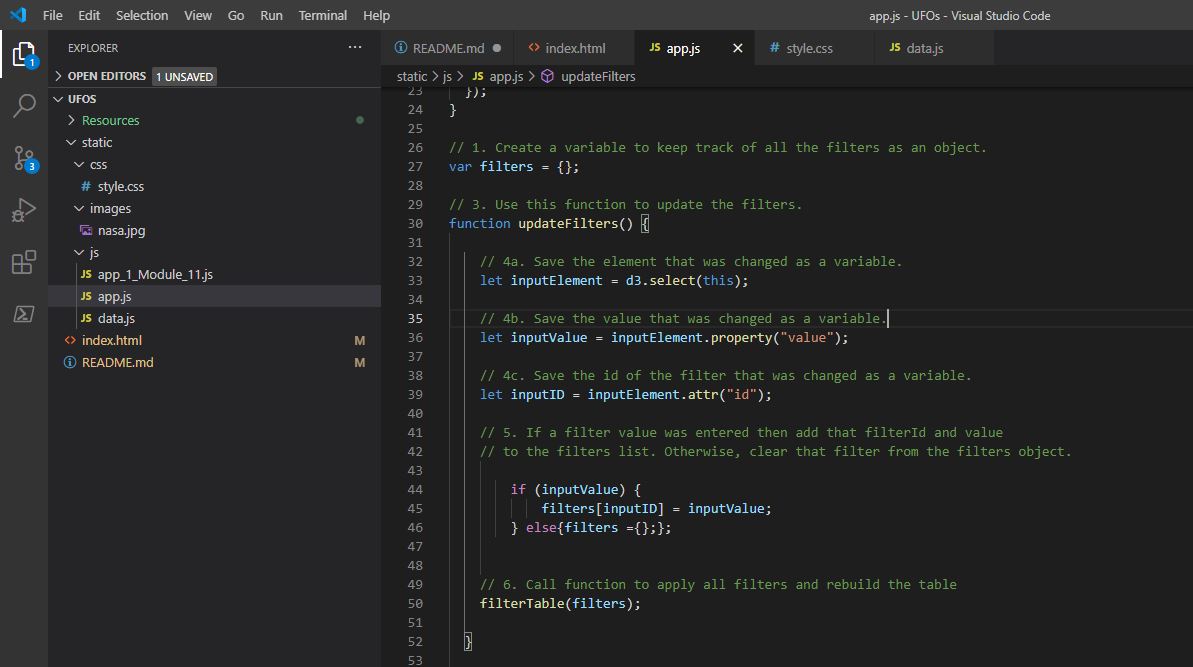 File Edit Selection View Go Run Terminal Help
app.js - UFOs - Visual Studio Code
EXPLORER
OPEN EDITORS 1 UNSAVED
UFOS
Resources
static
css
# style.css
images
nasa.jpg
js
JS app_1_Module_11.js
JS app.js
JS data.js
<> index.html M
README.md M
1
3
README.md
<> index.html
JS app.js
# style.css
JS data.js
static > js > JS app.js > updateFilters
23 });
24 }
25
26 // 1. Create a variable to keep track of all the filters as an object.
27 var filters = {};
28
29 // 3. Use this function to update the filters.
30 function updateFilters() {
31
32 // 4a. Save the element that was changed as a variable.
33 let inputElement = d3.select(this);
34
35 // 4b. Save the value that was changed as a variable.
36 let inputValue = inputElement.property("value");
37
38 // 4c. Save the id of the filter that was changed as a variable.
39 let inputID = inputElement.attr("id");
40
41 // 5. If a filter value was entered then add that filterId and value
42 // to the filters list. Otherwise, clear that filter from the filters object.
43
44 if (inputValue) {
45 filters[inputID] = inputValue;
46 } else{filters ={};};
47
48
49 // 6. Call function to apply all filters and rebuild the table
50 filterTable(filters);
51
52 }
53